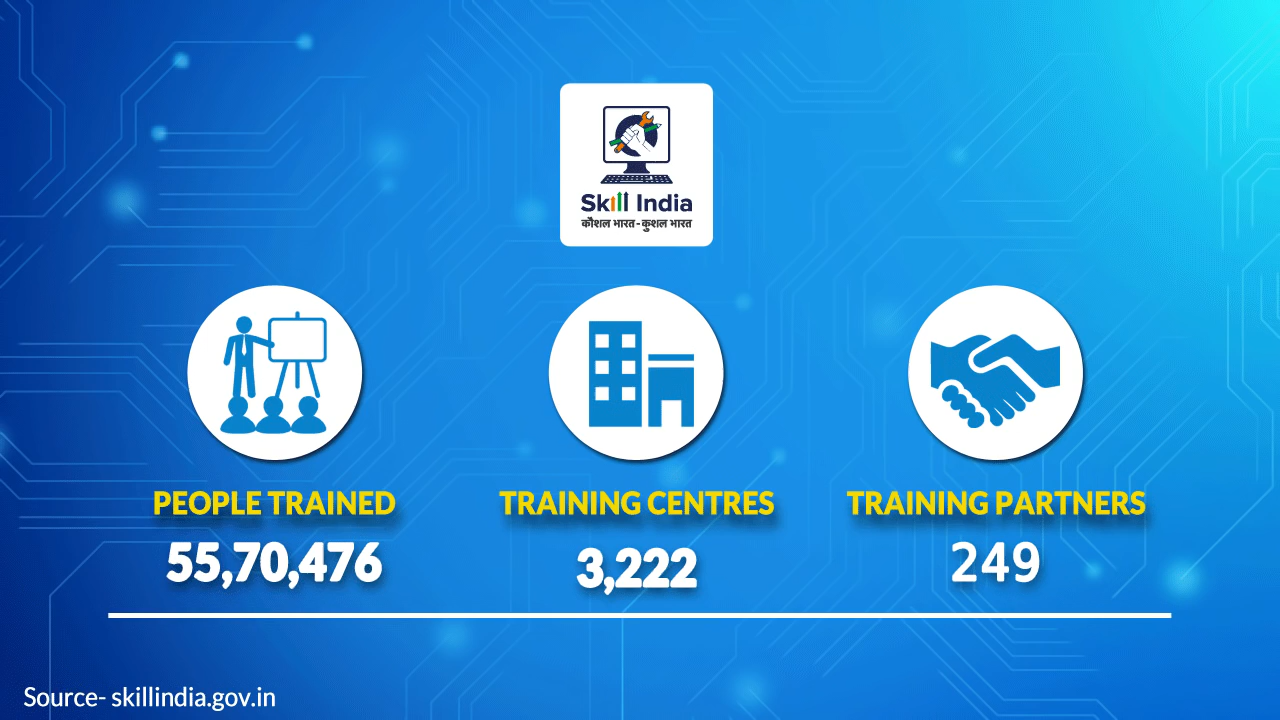 Skill India
कौशल भारत-कुशल भारत
PEOPLE TRAINED
55,70,476
TRAINING CENTRES
3,222
TRAINING PARTNERS
249
Source- skillindia.gov.in